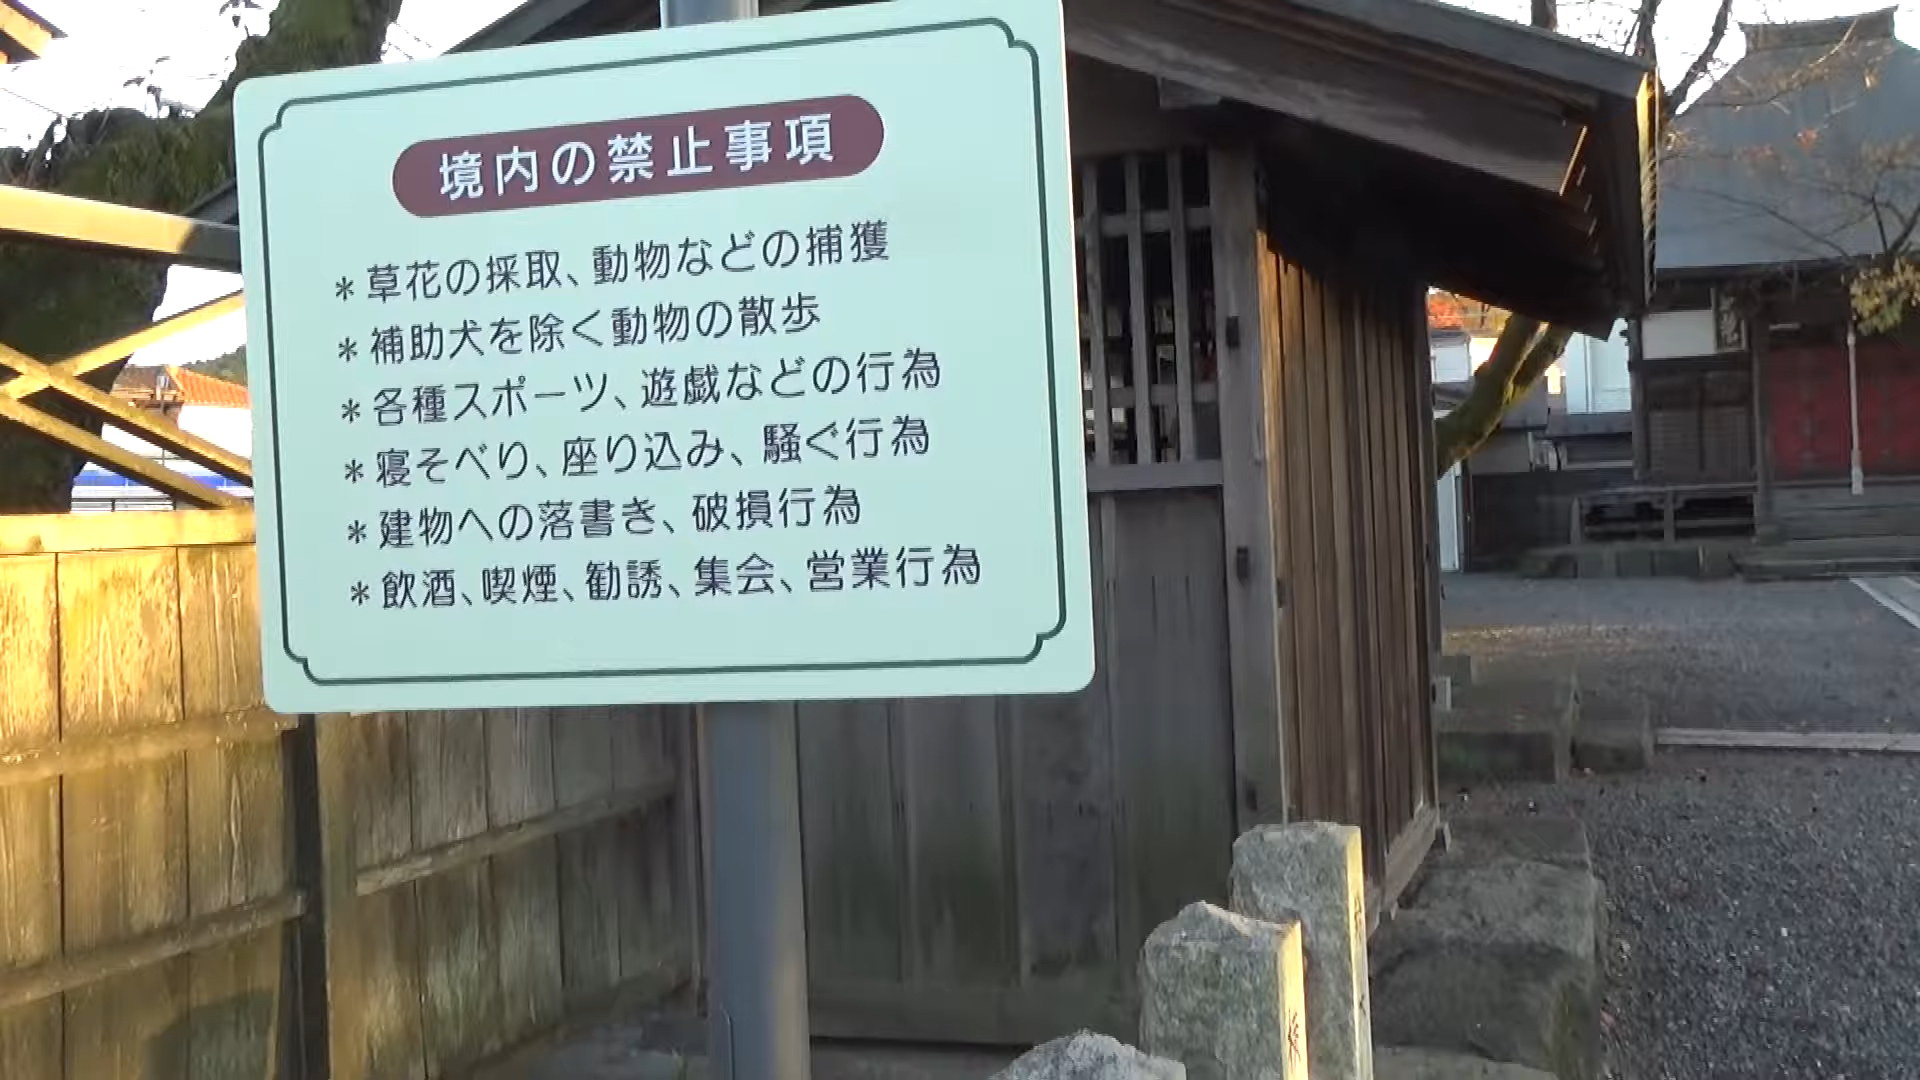 境内の禁止事項
＊草花の採取、動物などの捕獲
＊補助犬を除く動物の散歩
＊各種スポーツ、遊戯などの行為
＊寝そべり、座り込み、騒ぐ行為
＊建物への落書き、破損行為
＊飲酒、喫煙、勧誘、集会、営業行為